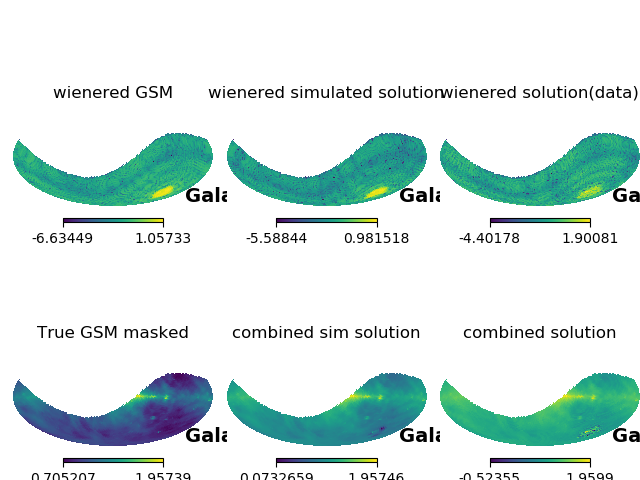 wienered GSM wienered simulated solution wienered solution(data)
Gala Gala Ga
-6.63449 1.05733 -5.58844 0.981518 -4.40178 1.90081
True GSM masked combined sim solution combined solution
Gala Gala Ga
0.705207 1.95739 0.0732659 1.95746 -0.52355 1.9599